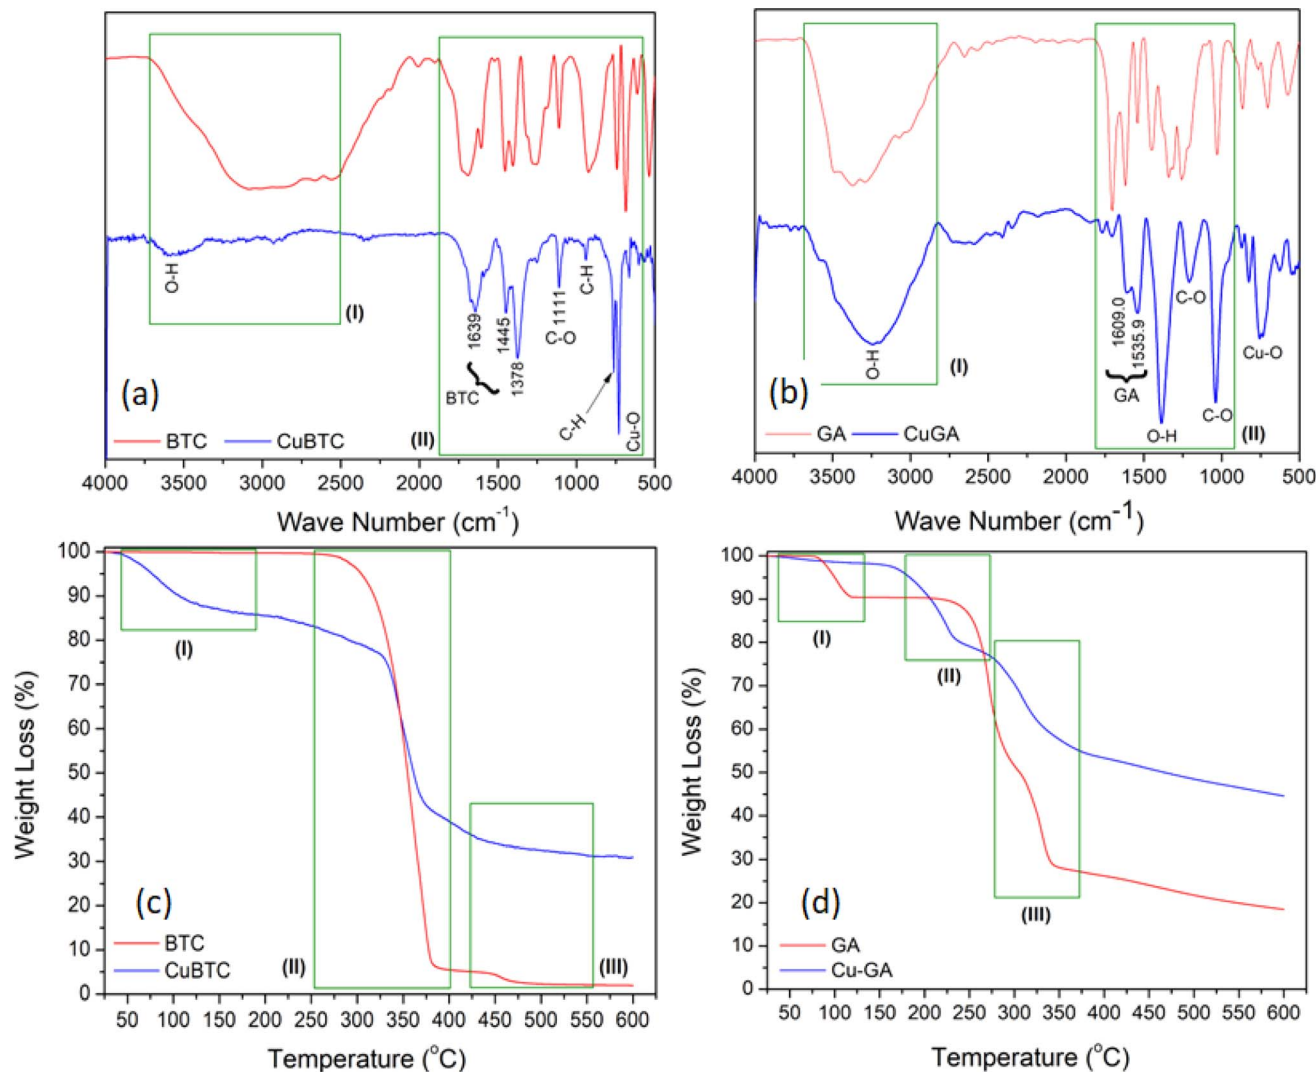 O-H
(I)
1639
1445
1378
BTC
1111
C-O
C-H
C-H
Cu-O
(a)
BTC CuBTC (II)
4000 3500 3000 2500 2000 1500 1000 500
Wave Number (cm-1)
O-H
(I)
1609.0
1535.9
GA
C-O
O-H
C-O
Cu-O
(b)
GA CuGA (II)
4000 3500 3000 2500 2000 1500 1000 500
Wave Number (cm-1)
100
90
80
70
60
50
40
30
20
10
0
Weight Loss (%)
(I)
(c)
BTC
CuBTC
(II)
(III)
50 100 150 200 250 300 350 400 450 500 550 600
Temperature (oC)
100
90
80
70
60
50
40
30
20
10
0
Weight Loss (%)
(I)
(II)
(III)
(d)
GA
Cu-GA
50 100 150 200 250 300 350 400 450 500 550 600
Temperature (oC)